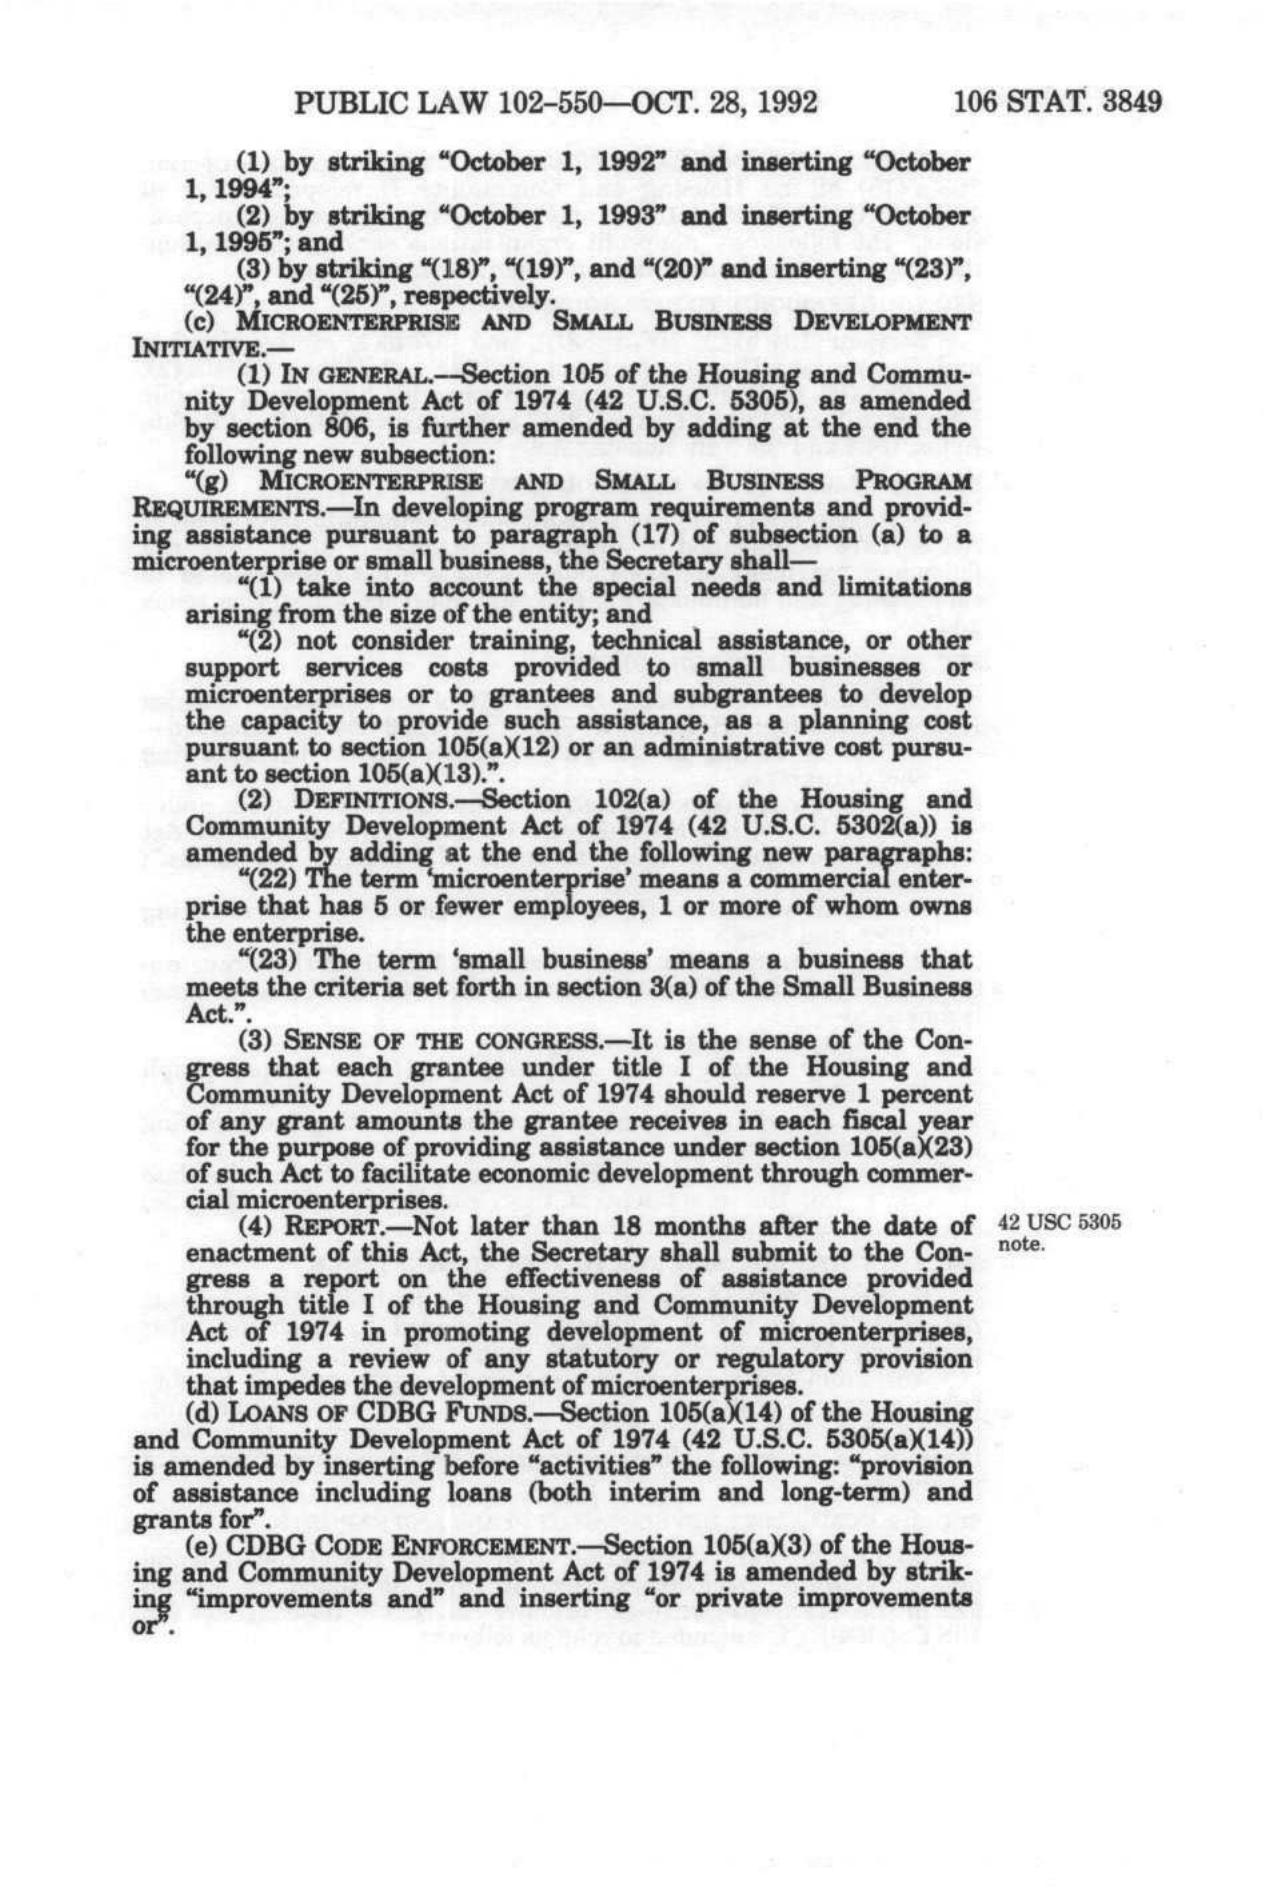 PUBLIC LAW 102–550—OCT. 28, 1992 106 STAT. 3849
(1) by striking “October 1, 1992” and inserting “October
1, 1994”;
(2) by striking “October 1, 1993” and inserting “October
1, 1995”; and
(3) by striking “(18)”, “(19)”, and “(20)” and inserting “(23)”,
“(24)”, and “(25)”, respectively.
(c) MICROENTERPRISE AND SMALL BUSINESS DEVELOPMENT
INITIATIVE.—
(1) IN GENERAL.—Section 105 of the Housing and Commu-
nity Development Act of 1974 (42 U.S.C. 5305), as amended
by section 806, is further amended by adding at the end the
following new subsection:
“(g) MICROENTERPRISE AND SMALL BUSINESS PROGRAM
REQUIREMENTS.—In developing program requirements and provid-
ing assistance pursuant to paragraph (17) of subsection (a) to a
microenterprise or small business, the Secretary shall—
“(1) take into account the special needs and limitations
arising from the size of the entity; and
“(2) not consider training, technical assistance, or other
support services costs provided to small businesses or
microenterprises or to grantees and subgrantees to develop
the capacity to provide such assistance, as a planning cost
pursuant to section 105(a)(12) or an administrative cost pursu-
ant to section 105(a)(13).”.
(2) DEFINITIONS.—Section 102(a) of the Housing and
Community Development Act of 1974 (42 U.S.C. 5302(a)) is
amended by adding at the end the following new paragraphs:
“(22) The term ‘microenterprise’ means a commercial enter-
prise that has 5 or fewer employees, 1 or more of whom owns
the enterprise.
“(23) The term ‘small business’ means a business that
meets the criteria set forth in section 3(a) of the Small Business
Act.”.
(3) SENSE OF THE CONGRESS.—It is the sense of the Con-
gress that each grantee under title I of the Housing and
Community Development Act of 1974 should reserve 1 percent
of any grant amounts the grantee receives in each fiscal year
for the purpose of providing assistance under section 105(a)(23)
of such Act to facilitate economic development through commer-
cial microenterprises.
(4) REPORT.—Not later than 18 months after the date of
enactment of this Act, the Secretary shall submit to the Con-
gress a report on the effectiveness of assistance provided
through title I of the Housing and Community Development
Act of 1974 in promoting development of microenterprises,
including a review of any statutory or regulatory provision
that impedes the development of microenterprises.
42 USC 5305
note.
(d) LOANS OF CDBG FUNDS.—Section 105(a)(14) of the Housing
and Community Development Act of 1974 (42 U.S.C. 5305(a)(14))
is amended by inserting before “activities” the following: “provision
of assistance including loans (both interim and long-term) and
grants for”.
(e) CDBG CODE ENFORCEMENT.—Section 105(a)(3) of the Hous-
ing and Community Development Act of 1974 is amended by strik-
ing “improvements and” and inserting “or private improvements
or”.